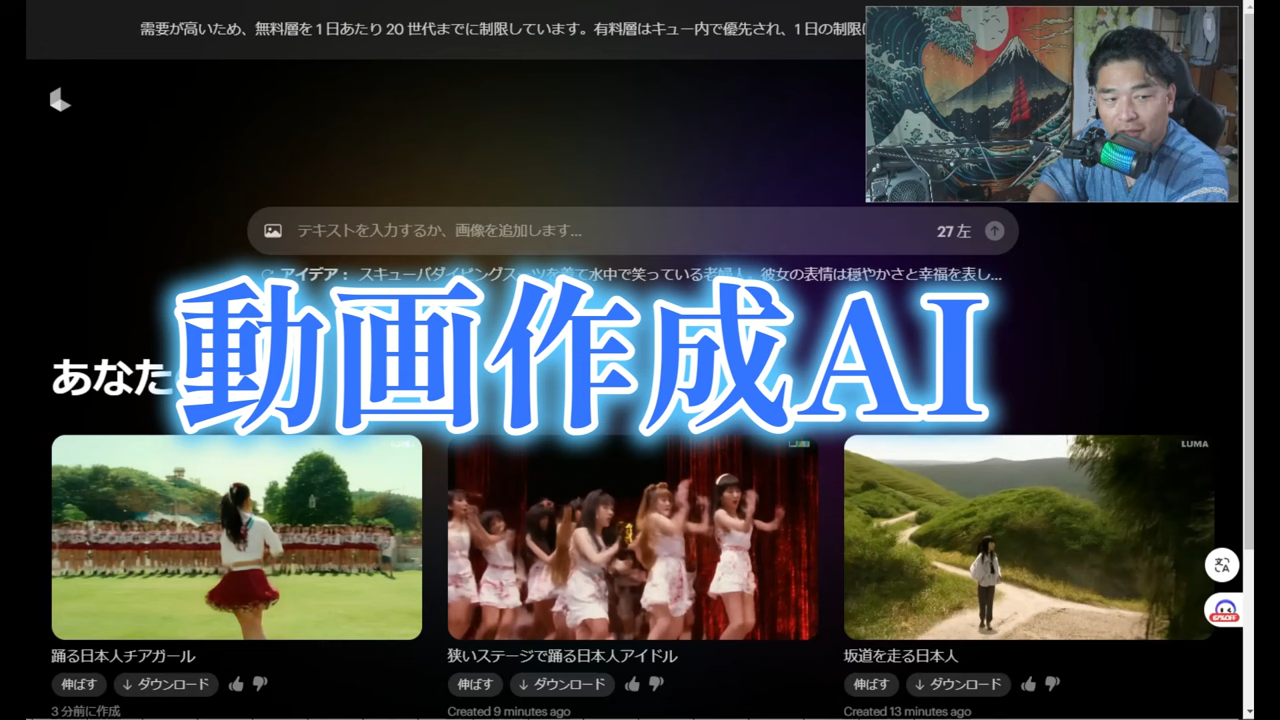 需要が高いため、無料層を1日あたり 20 世代までに制限しています。有料層はキュー内で優先され、1 日の制限
テキストを入力するか、画像を追加します...
27 左
アイデア： スキューバダイビングス
ツを着て水中で笑っている老婦人。彼女の表情は穏やかさと幸福を表し...
動画作成AI
あなた
LUMA
踊る日本人チアガール
狭いステージで踊る日本人アイドル
坂道を走る日本人
伸ばす
ダウンロード
伸ばす
ダウンロード
伸ばす
ダウンロード
3 分前に作成
Created 9 minutes ago
Created 13 minutes ago